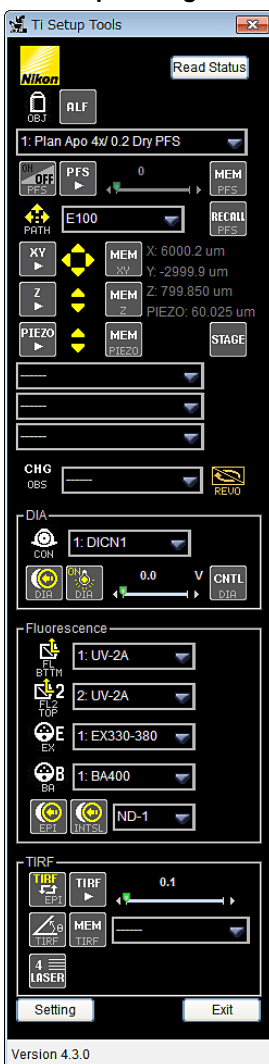 Ti Setup Tools
Nikon
Read Status
OBJ
ALF
1: Plan Apo 4x/ 0.2 Dry PFS
ON OFF PFS
PFS
0
MEM PFS
PATH
E100
RECALL PFS
XY
MEM XY
X: 6000.2 um
Y: -2999.9 um
Z
MEM Z
Z: 799.850 um
PIEZO: 60.025 um
PIEZO
MEM PIEZO
STAGE
------
------
------
CHG OBS
------
REVO
DIA
CON
1: DICN1
DIA
ON DIA
0.0
V
CNTL DIA
Fluorescence
FL BTTM
1: UV-2A
2
FL2 TOP
2: UV-2A
E
EX
1: EX330-380
B
BA
1: BA400
EPI
INTSL
ND-1
TIRF
TIRF EPI
TIRF
0.1
θ TIRF
MEM TIRF
------
4 LASER
Setting
Exit
Version 4.3.0